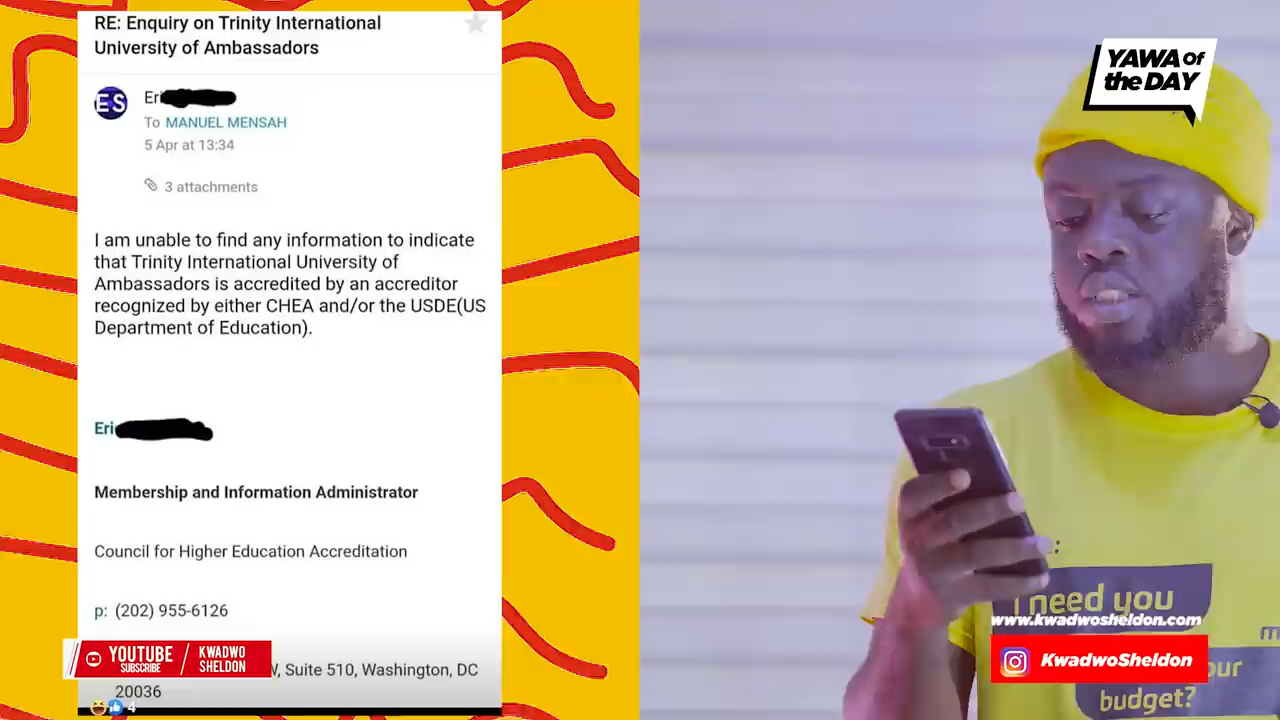 RE: Enquiry on Trinity International
University of Ambassadors
ES
Eri
To MANUEL MENSAH
5 Apr at 13:34
3 attachments
I am unable to find any information to indicate
that Trinity International University of
Ambassadors is accredited by an accreditor
recognized by either CHEA and/or the USDE(US
Department of Education).
Eri
Membership and Information Administrator
Council for Higher Education Accreditation
p: (202) 955-6126
, Suite 510, Washington, DC
20036
4
YOUTUBE
SUBSCRIBE
KWADWO
SHELDON
YAWA of
the DAY
I need you
www.kwadwosheldon.com
KwadwoSheldon
budget?